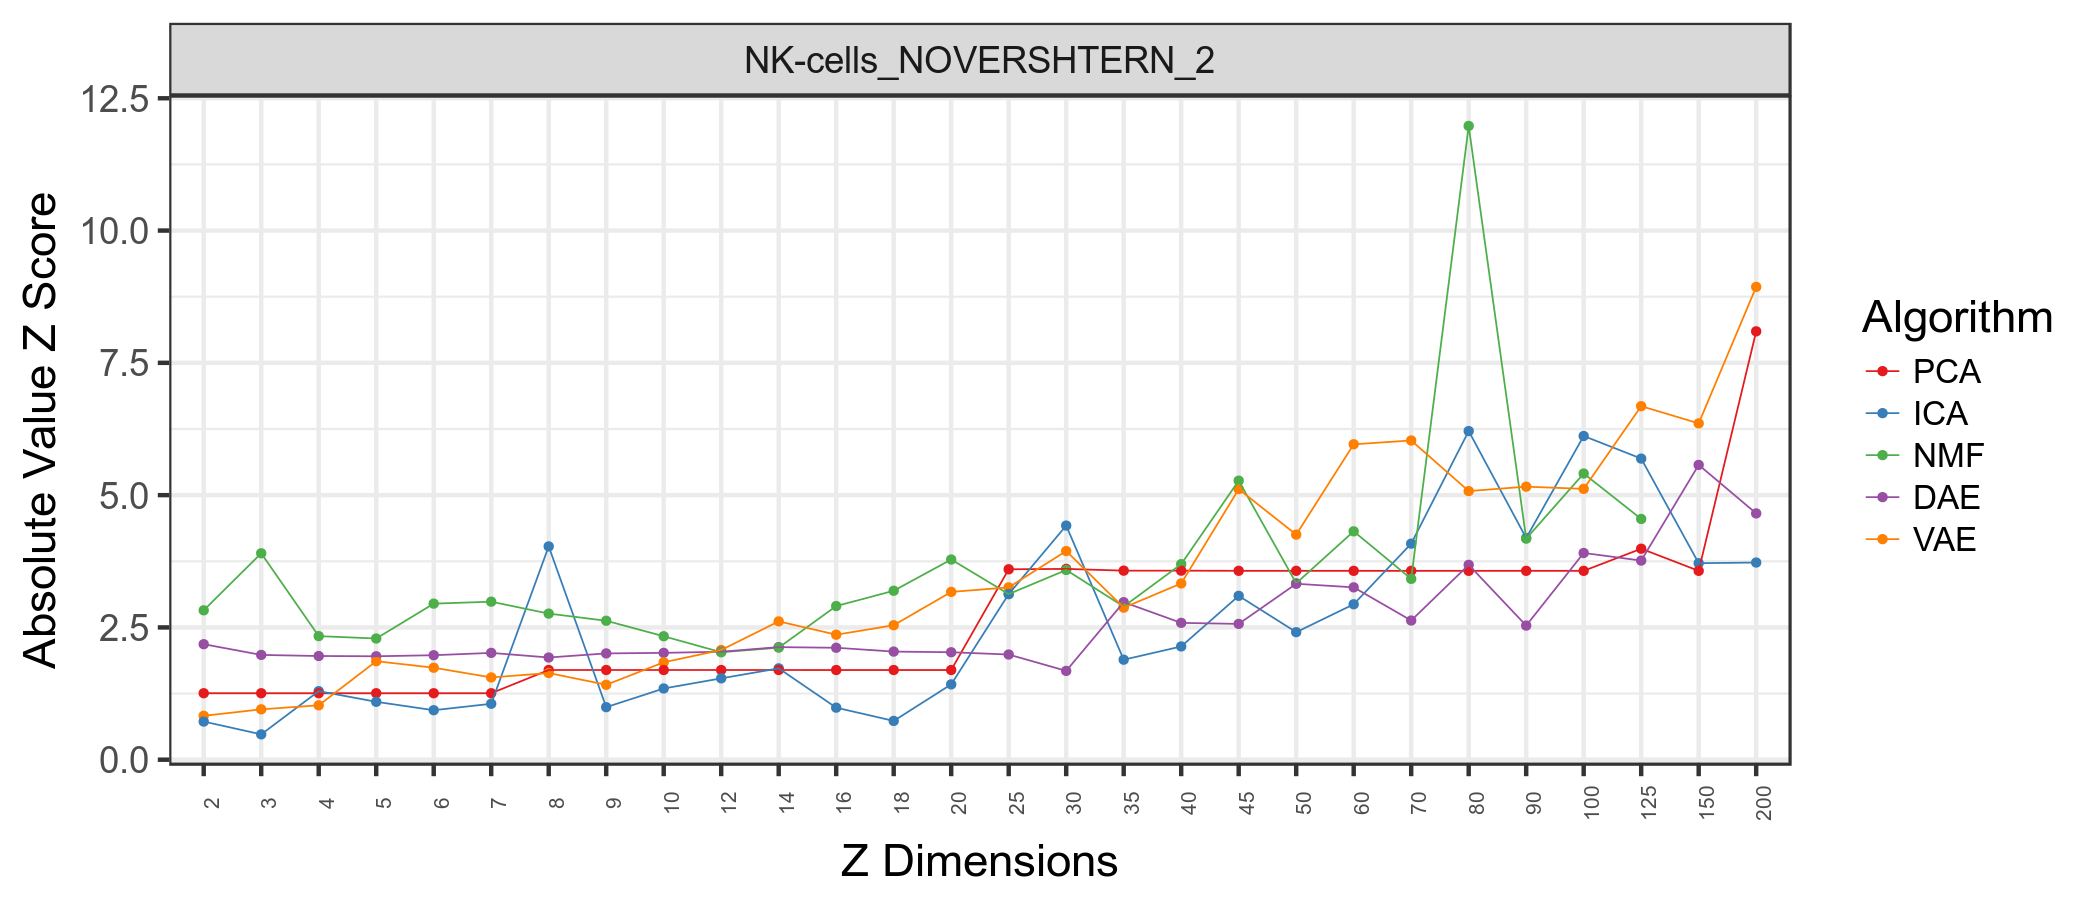 NK-cells_NOVERSHTERN_2
Absolute Value Z Score
12.5
10.0
7.5
5.0
2.5
0.0
2 3 4 5 6 7 8 9 10 12 14 16 18 20 25 30 35 40 45 50 60 70 80 90 100 125 150 200
Z Dimensions
Algorithm
PCA
ICA
NMF
DAE
VAE